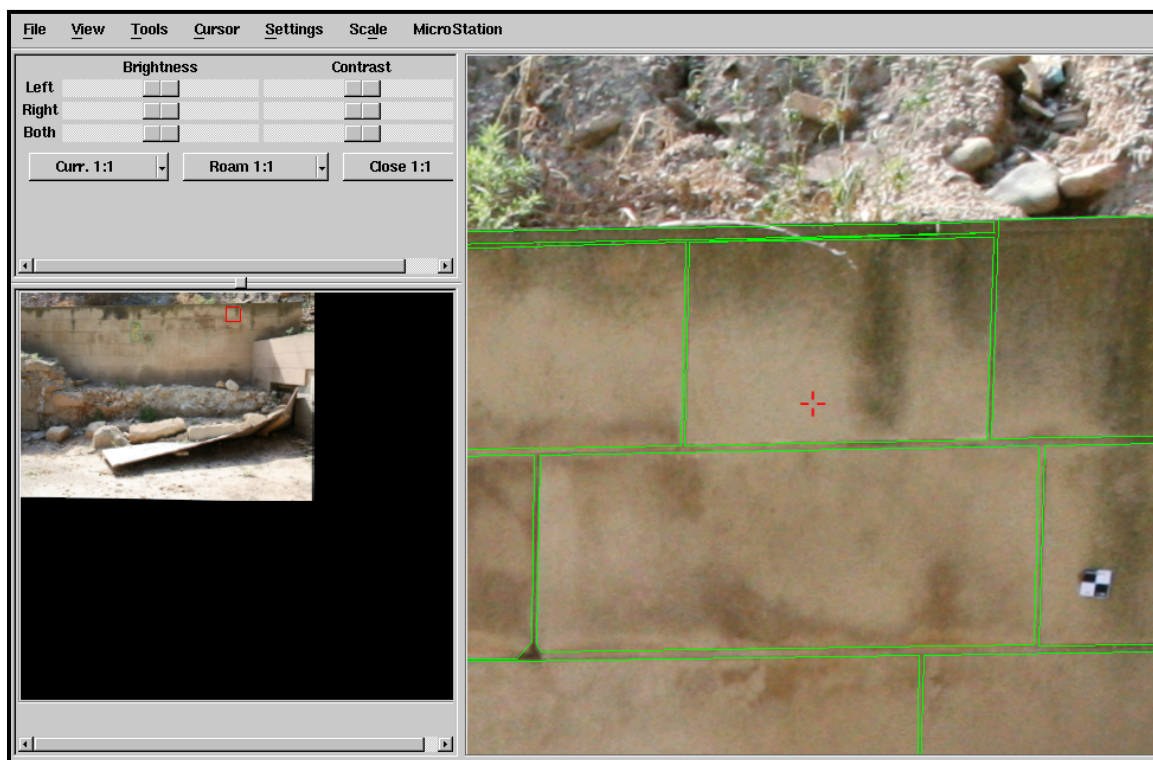 File View Tools Cursor Settings Scale MicroStation
Brightness Contrast
Left
Right
Both
Curr. 1:1 Roam 1:1 Close 1:1